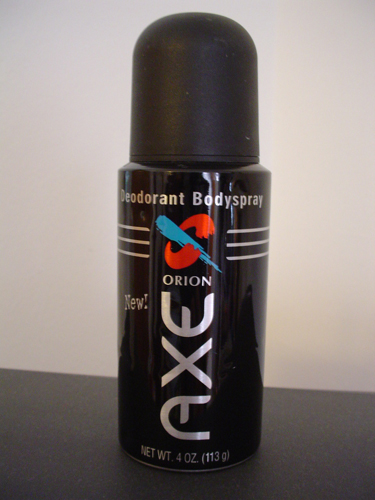 Deodorant Bodyspray
ORION
New!
AXE
NET WT. 4 OZ. (113 g)